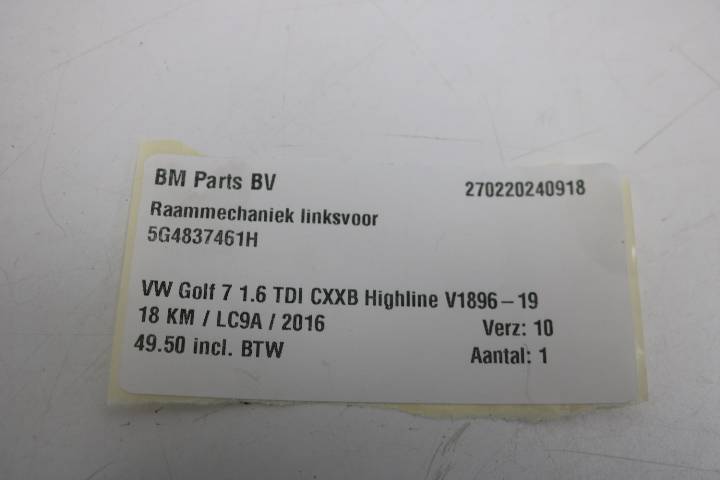 BM Parts BV 270220240918
Raammechaniek linksvoor
5G4837461H
VW Golf 7 1.6 TDI CXXB Highline V1896-19
18 KM / LC9A / 2016 Verz: 10
49.50 incl. BTW Aantal: 1